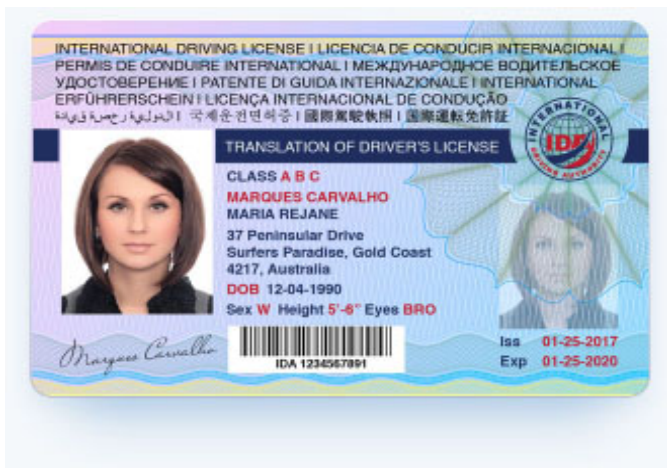 INTERNATIONAL DRIVING LICENSE I LICENCIA DE CONDUCIR INTERNACIONAL I
PERMIS DE CONDUIRE INTERNATIONAL I МЕЖДУНАРОДНОЕ ВОДИТЕЛЬСКОЕ
УДОСТОВЕРЕНИЕ I PATENTE DI GUIDA INTERNAZIONALE I INTERNATIONAL
ERFÜHRERSCHEIN I LICENÇA INTERNACIONAL DE CONDUÇÃO
국제운전면허증 I 國際駕駛執照 I 国際運転免許証
INTERNATIONAL
IDA
DRIVING AUTHORITY
TRANSLATION OF DRIVER'S LICENSE
CLASS A B C
MARQUES CARVALHO
MARIA REJANE
37 Peninsular Drive
Surfers Paradise, Gold Coast
4217, Australia
DOB 12-04-1990
Sex W Height 5'-6" Eyes BRO
Marques Carvalho
IDA 1234567891
Iss 01-25-2017
Exp 01-25-2020